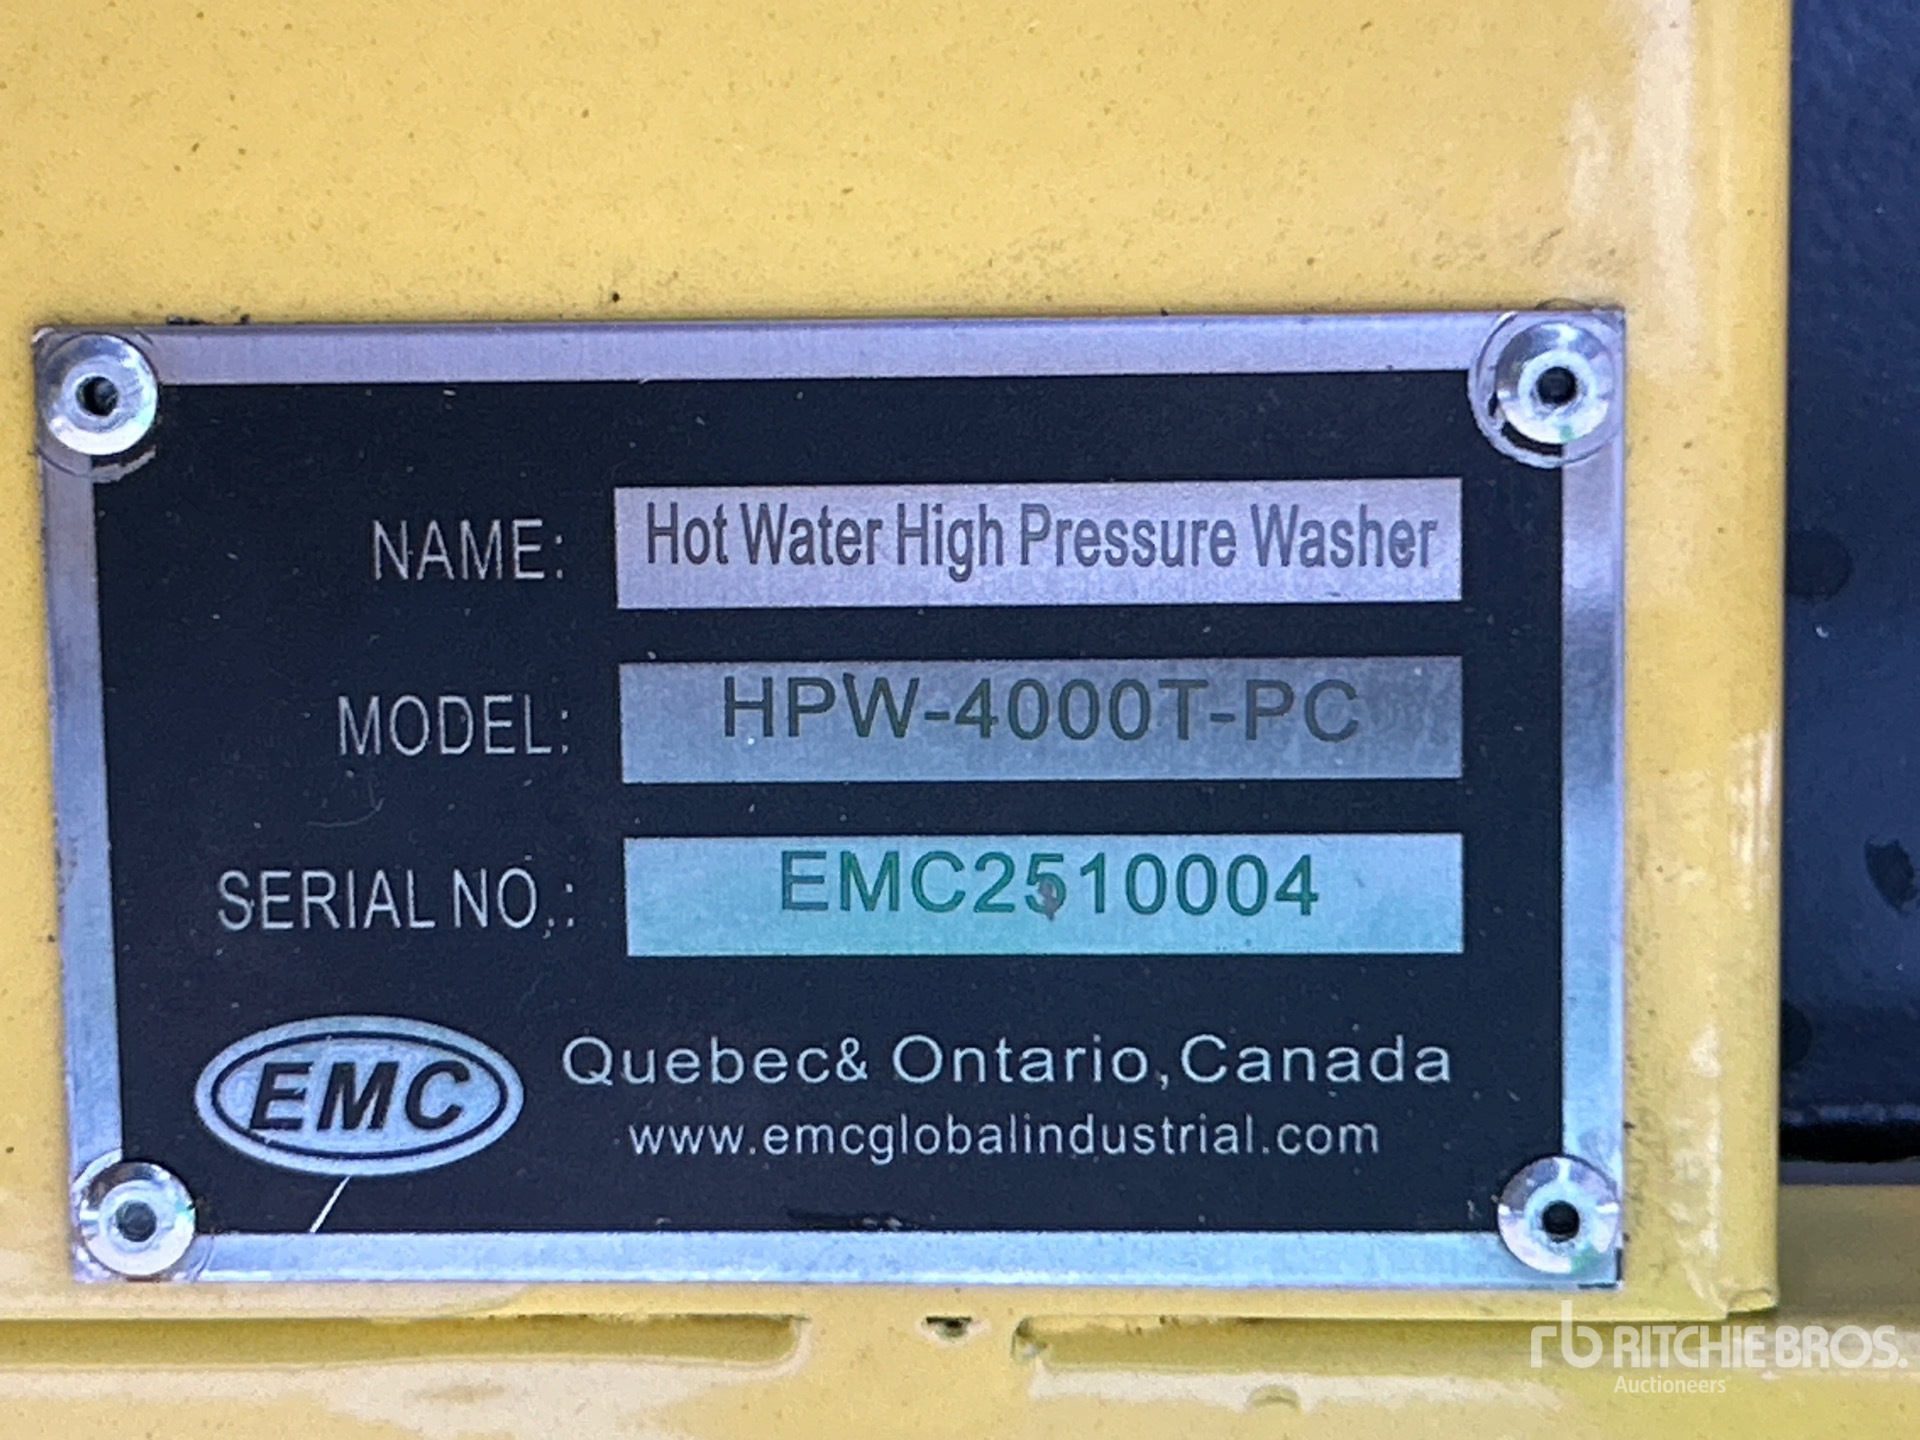 NAME: Hot Water High Pressure Washer
MODEL: HPW-4000T-PC
SERIAL NO.: EMC2510004
EMC
Quebec& Ontario,Canada
www.emcglobalindustrial.com
rb RITCHIE BROS.
Auctioneers